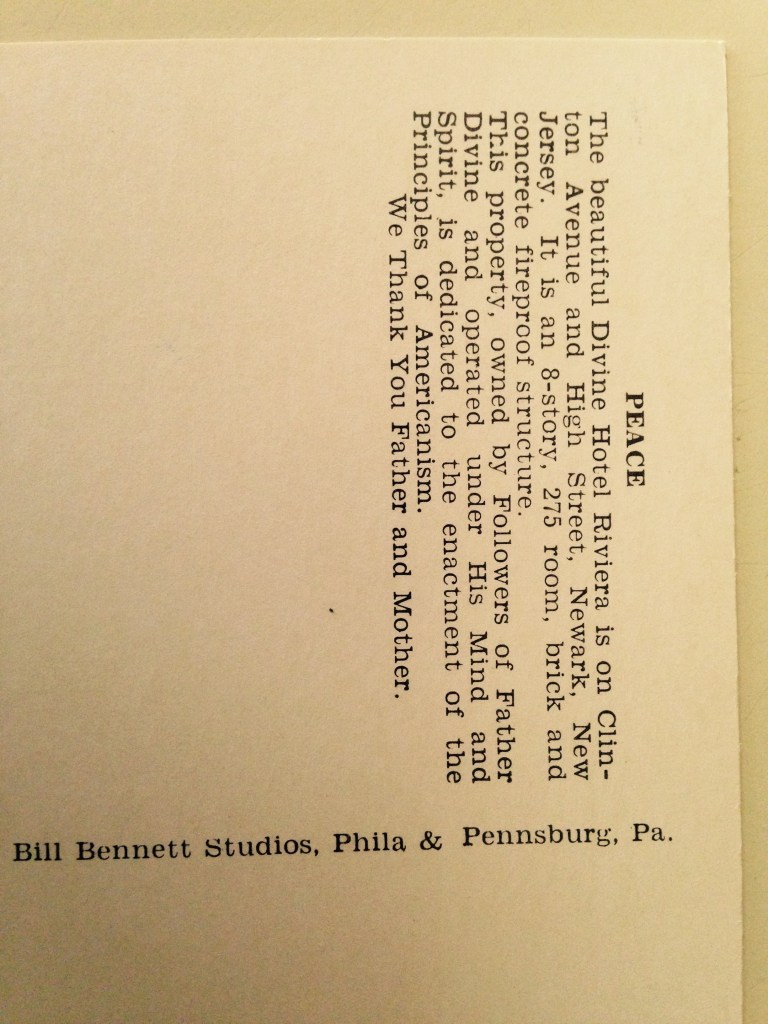 PEACE
The beautiful Divine Hotel Riviera is on Clin-
ton Avenue and High Street, Newark, New
Jersey. It is an 8-story, 275 room, brick and
concrete fireproof structure.
This property, owned by Followers of Father
Divine and operated under His Mind and
Spirit, is dedicated to the enactment of the
Principles of Americanism.
We Thank You Father and Mother.
Bill Bennett Studios, Phila & Pennsburg, Pa.